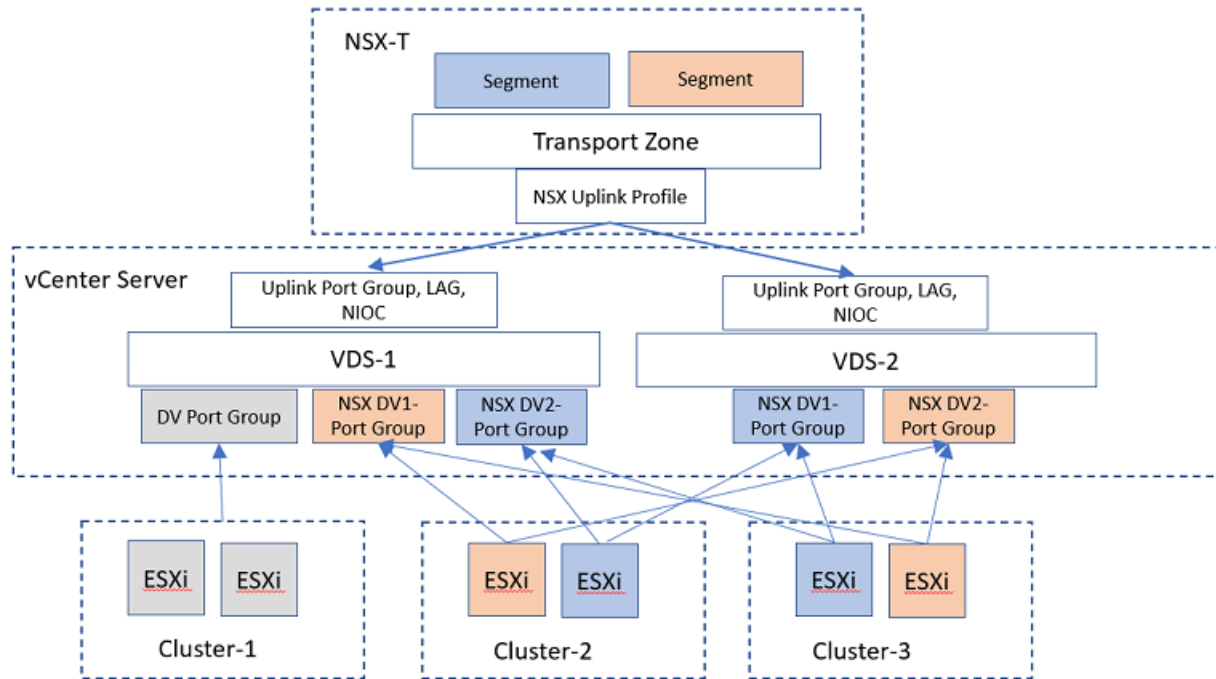 NSX-T
Segment
Segment
Transport Zone
NSX Uplink Profile
vCenter Server
Uplink Port Group, LAG,
NIOC
Uplink Port Group, LAG,
NIOC
VDS-1
VDS-2
DV Port Group
NSX DV1-
Port Group
NSX DV2-
Port Group
NSX DV1-
Port Group
NSX DV2-
Port Group
ESXi
ESXi
ESXi
ESXi
ESXi
ESXi
Cluster-1
Cluster-2
Cluster-3